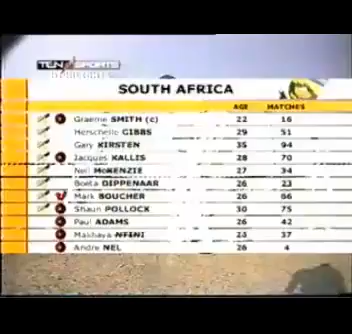 TEN SPORTS
HIGHLIGHTS
SOUTH AFRICA
AGE MATCHES
Graeme SMITH (c) 22 16
Herschelle GIBBS 29 51
Gary KIRSTEN 35 94
Jacques KALLIS 28 70
Neil McKENZIE 27 34
Boeta DIPPENAAR 26 23
Mark BOUCHER 26 66
Shaun POLLOCK 30 75
Paul ADAMS 26 42
Makhaya NTINI 37
Andre NEL 26 4